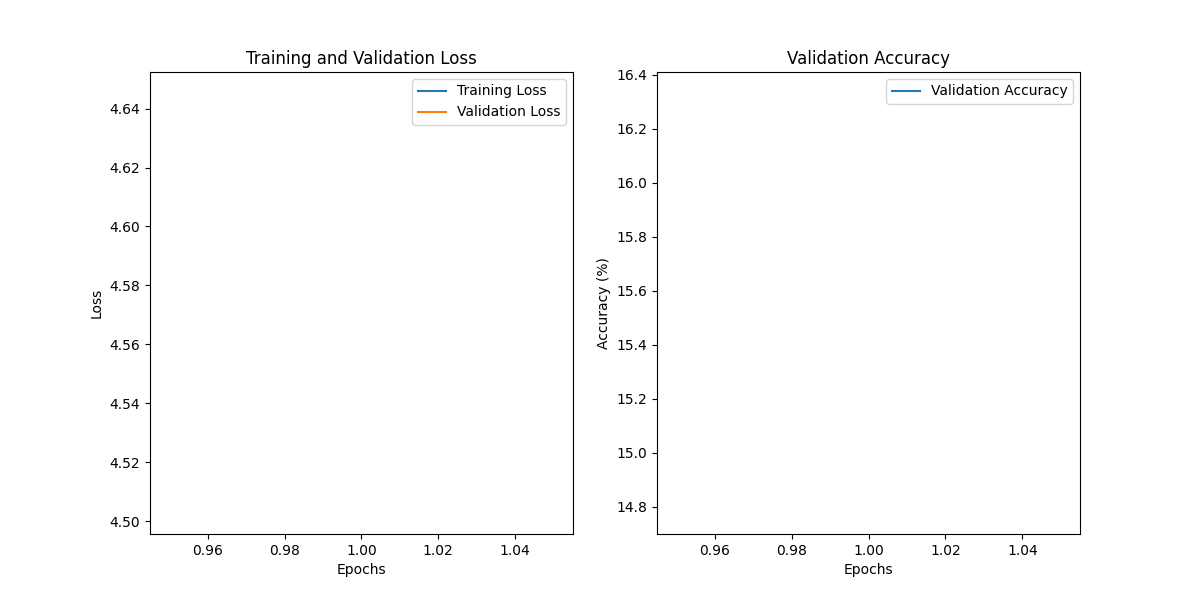 Training and Validation Loss
Training Loss
Validation Loss
4.64
4.62
4.60
4.58
4.56
4.54
4.52
4.50
Loss
0.96 0.98 1.00 1.02 1.04
Epochs
Validation Accuracy
Validation Accuracy
16.4
16.2
16.0
15.8
15.6
15.4
15.2
15.0
14.8
Accuracy (%)
0.96 0.98 1.00 1.02 1.04
Epochs